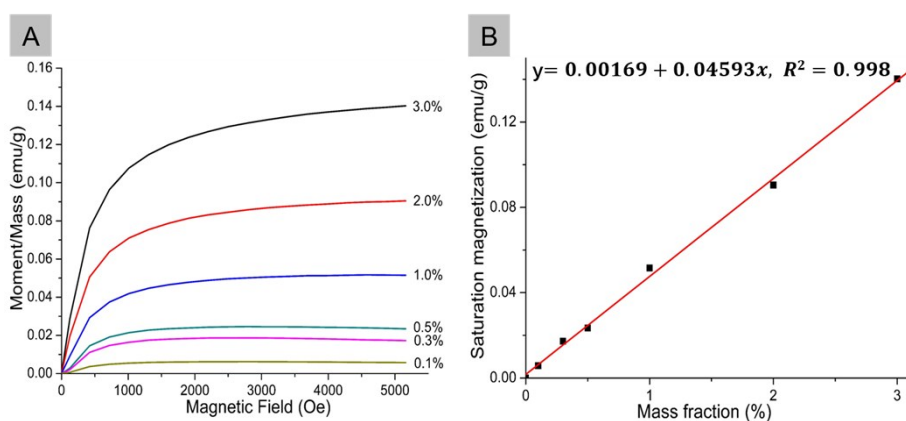 A
Moment/Mass (emu/g)
0.16
0.14
0.12
0.10
0.08
0.06
0.04
0.02
0.00
3.0%
2.0%
1.0%
0.5%
0.3%
0.1%
0 1000 2000 3000 4000 5000
Magnetic Field (Oe)
B
y= 0.00169 + 0.04593x, R² = 0.998
Saturation magnetization (emu/g)
0.12
0.08
0.04
0.00
0 1 2 3
Mass fraction (%)